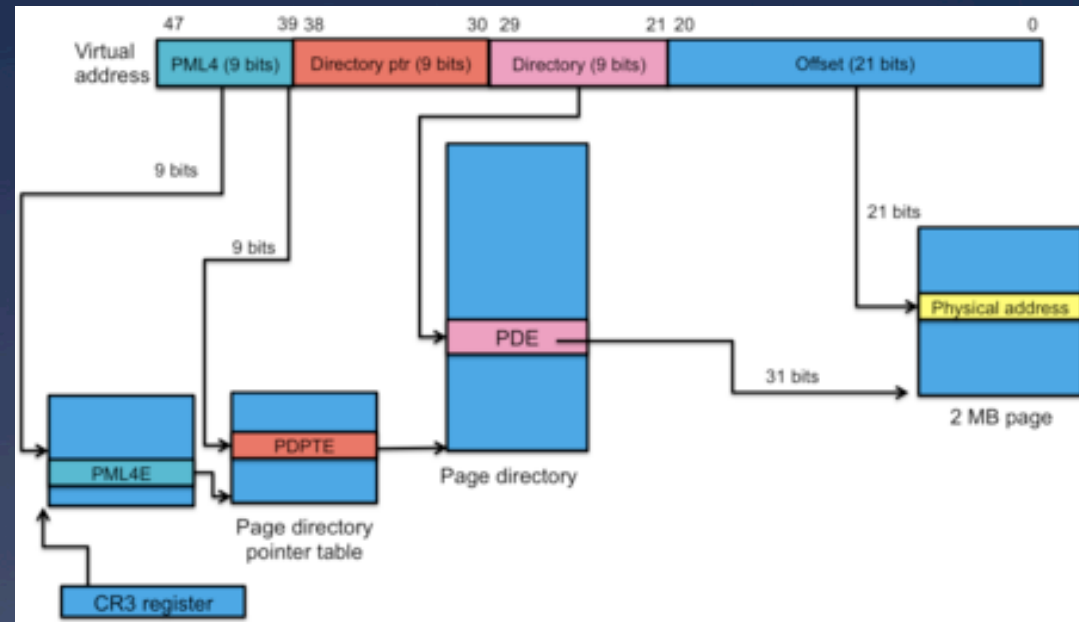 47 39 38 30 29 21 20 0
Virtual address
PML4 (9 bits) Directory ptr (9 bits) Directory (9 bits) Offset (21 bits)
9 bits
9 bits
21 bits
Physical address
PDE
31 bits
2 MB page
PML4E
PDPTE
Page directory
Page directory
pointer table
CR3 register